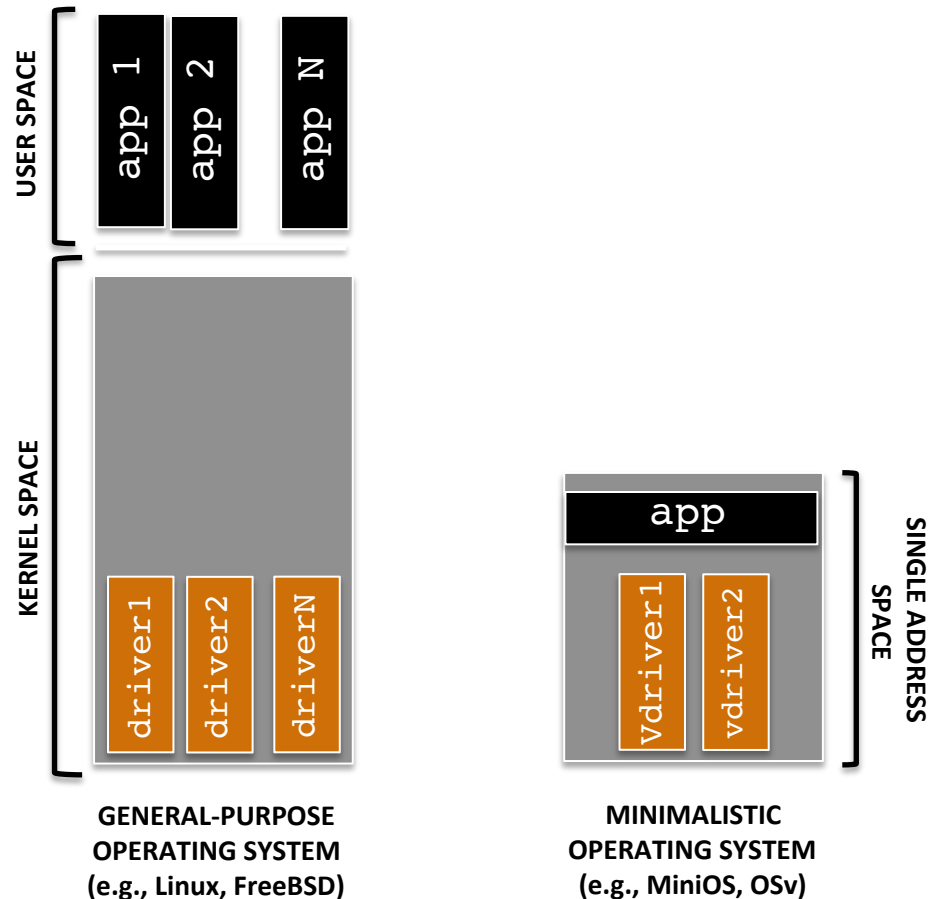 USER SPACE
app 1
app 2
app N
KERNEL SPACE
driver1
driver2
driverN
GENERAL-PURPOSE
OPERATING SYSTEM
(e.g., Linux, FreeBSD)
app
Vdriver1
vdriver2
SINGLE ADDRESS
SPACE
MINIMALISTIC
OPERATING SYSTEM
(e.g., MiniOS, OSv)